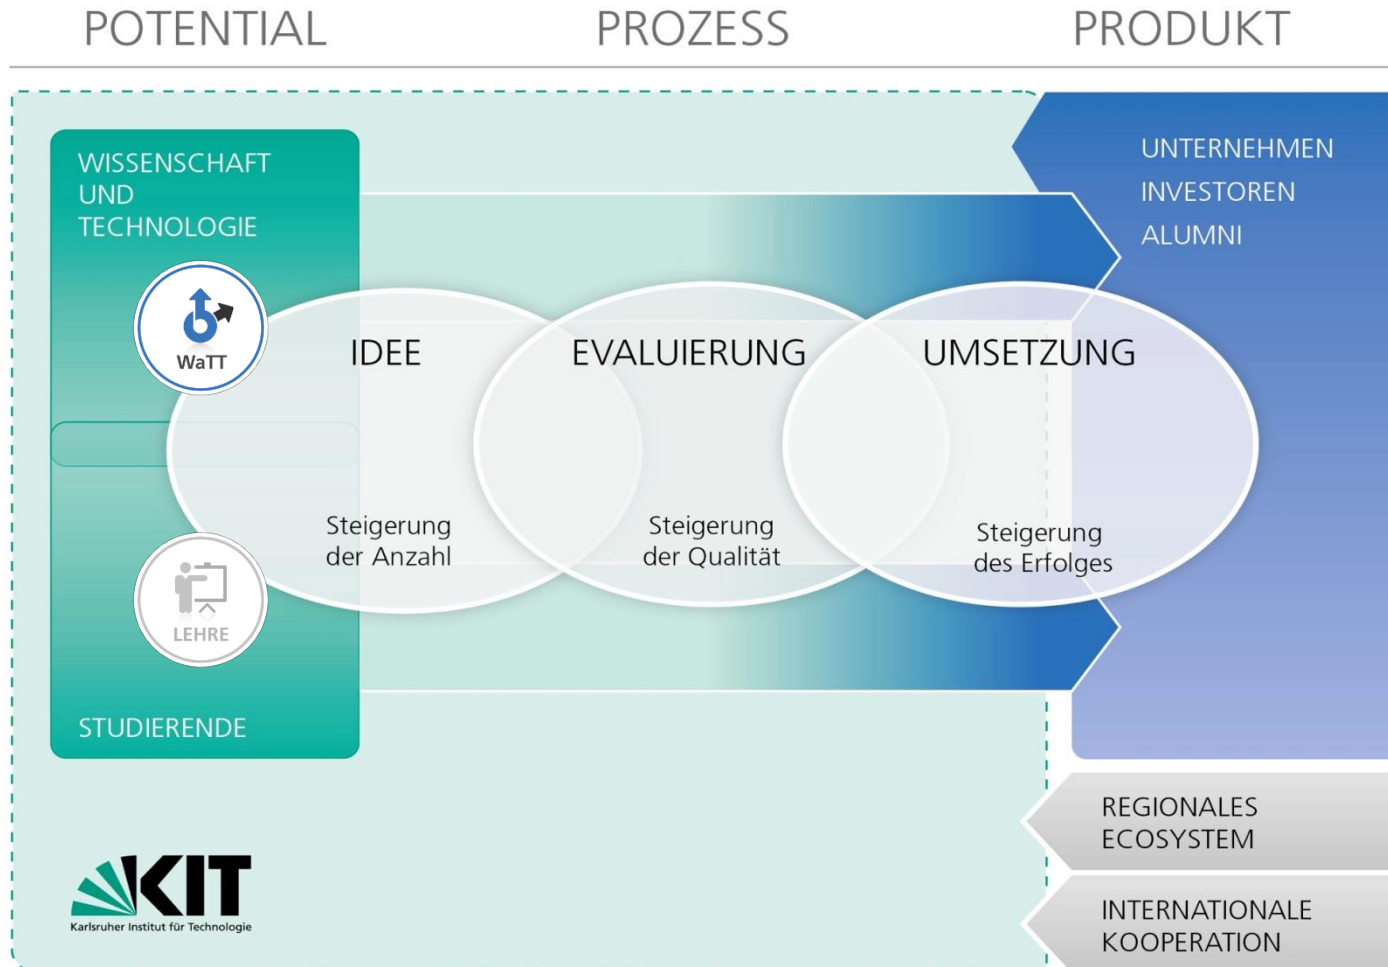 POTENTIAL
PROZESS
PRODUKT
WISSENSCHAFT
UND
TECHNOLOGIE
UNTERNEHMEN
INVESTOREN
ALUMNI
WaTT
IDEE
EVALUIERUNG
UMSETZUNG
Steigerung
der Anzahl
Steigerung
der Qualität
Steigerung
des Erfolges
LEHRE
STUDIERENDE
REGIONALES
ECOSYSTEM
KIT
Karlsruher Institut für Technologie
INTERNATIONALE
KOOPERATION